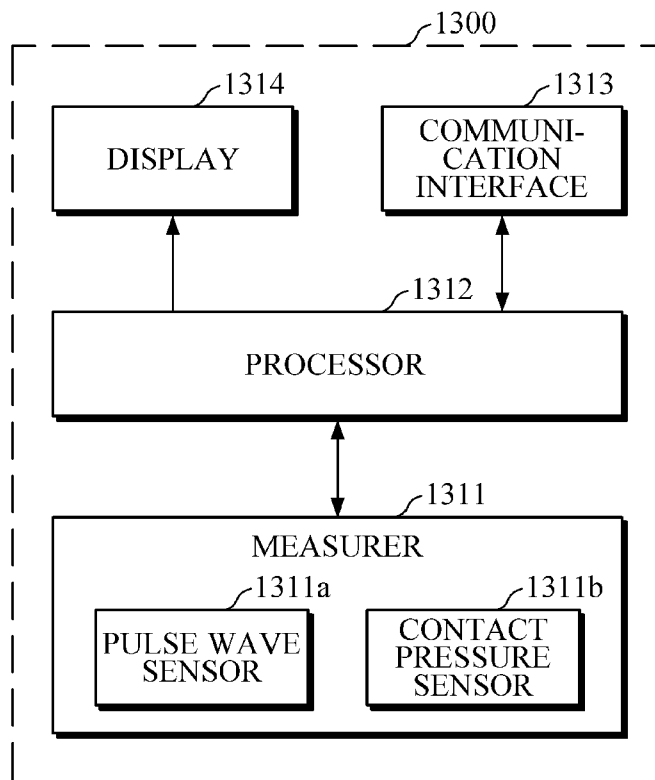 1300
1314
1313
DISPLAY
COMMUNI-
CATION
INTERFACE
1312
PROCESSOR
1311
MEASURER
1311a
1311b
PULSE WAVE
SENSOR
CONTACT
PRESSURE
SENSOR